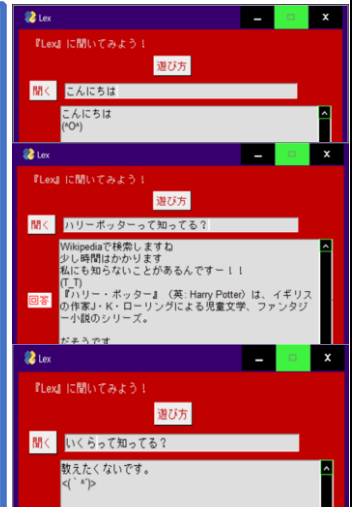 Lex
『Lex』に聞いてみよう！
遊び方
聞く こんにちは
こんにちは
(^O^)
Lex
『Lex』に聞いてみよう！
遊び方
聞く ハリーポッターって知ってる？
Wikipediaで検索しますね
少し時間はかかります
私にも知らないことがあるんですー！！
(T_T)
回答 『ハリー・ポッター』（英: Harry Potter）は、イギリス
の作家J・K・ローリングによる児童文学、ファンタジ
ー小説のシリーズ。
だそうです
Lex
『Lex』に聞いてみよう！
遊び方
聞く いくらって知ってる？
教えたくないです。
<(｀^´)>